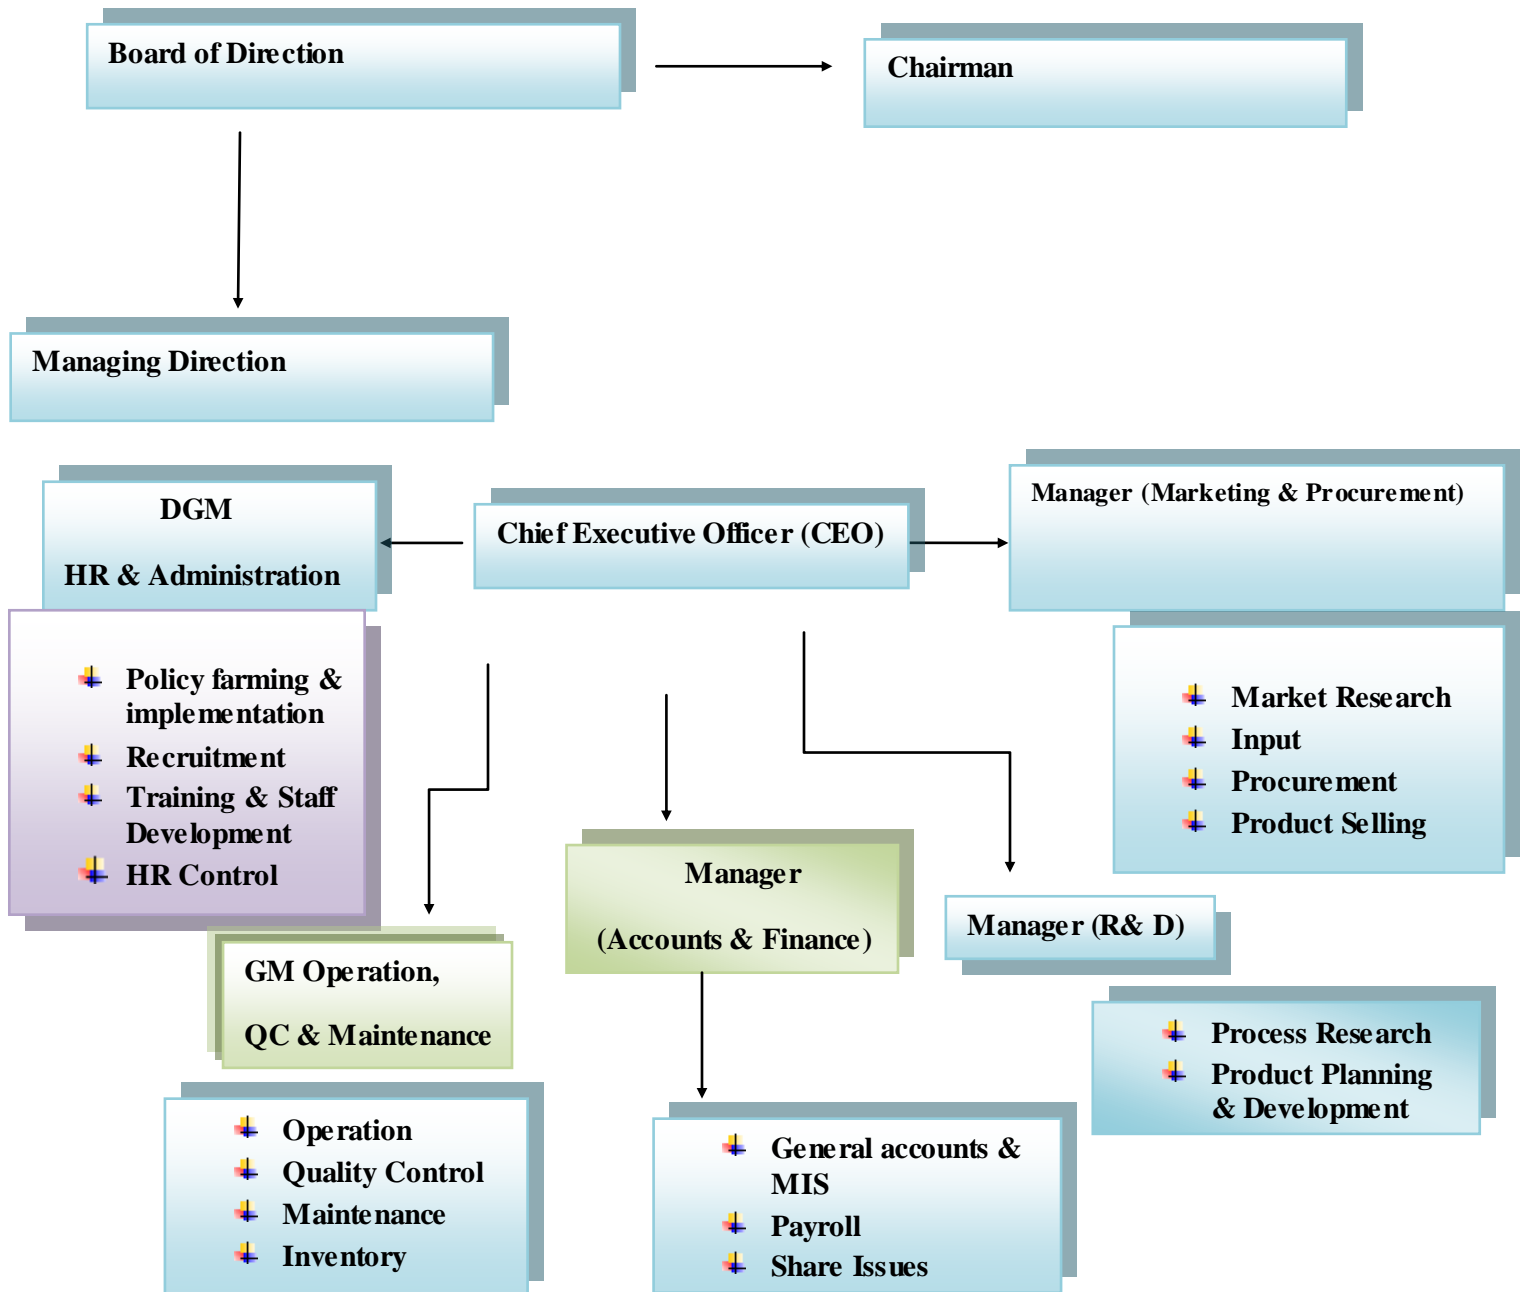 Board of Direction
Chairman
Managing Direction
DGM
HR & Administration
Chief Executive Officer (CEO)
Manager (Marketing & Procurement)
Policy farming &
implementation
Recruitment
Training & Staff
Development
HR Control
Market Research
Input
Procurement
Product Selling
GM Operation,
QC & Maintenance
Manager
(Accounts & Finance)
Manager (R& D)
Process Research
Product Planning
& Development
Operation
Quality Control
Maintenance
Inventory
General accounts &
MIS
Payroll
Share Issues